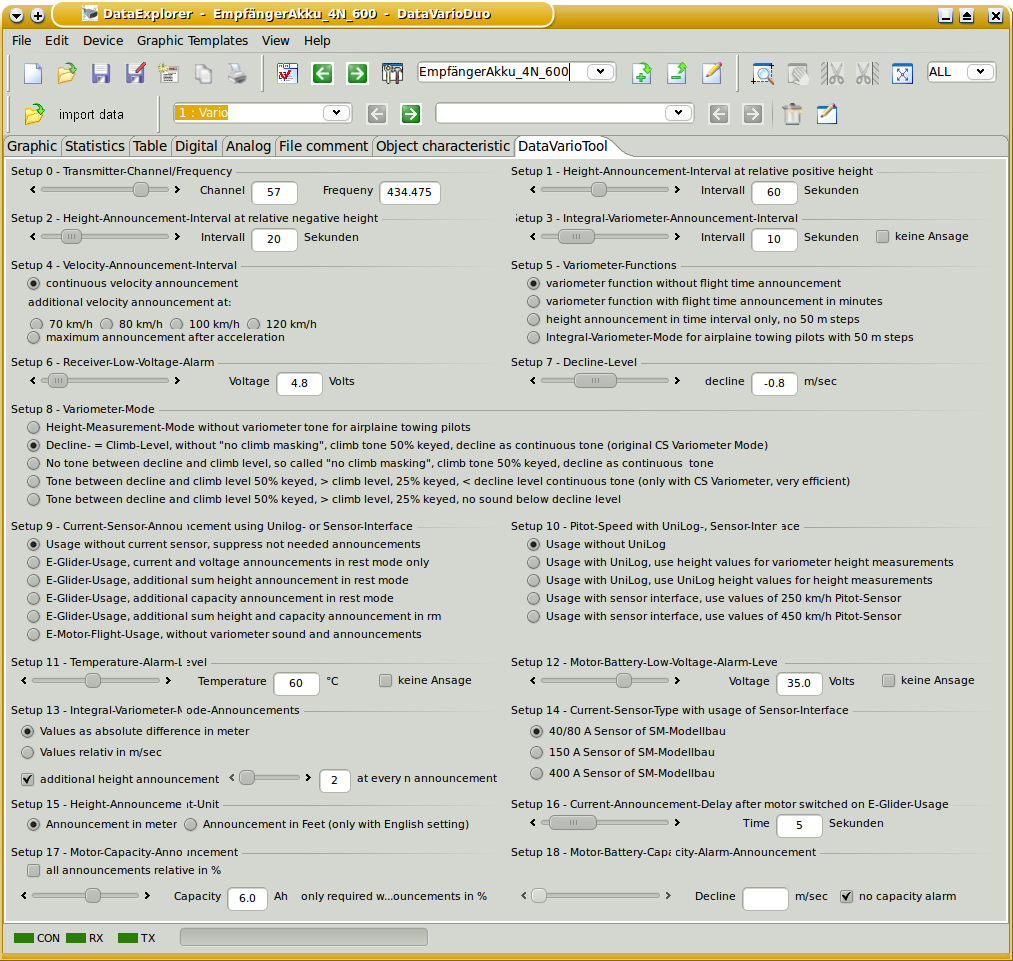 DataExplorer - EmpfängerAkku_4N_600 - DataVarioDuo
File Edit Device Graphic Templates View Help
EmpfängerAkku_4N_600 ALL
import data 1 : Vario
Graphic Statistics Table Digital Analog File comment Object characteristic DataVarioTool
Setup 0 - Transmitter-Channel/Frequency
Channel 57 Frequeny 434.475
Setup 1 - Height-Announcement-Interval at relative positive height
Intervall 60 Sekunden
Setup 2 - Height-Announcement-Interval at relative negative height
Intervall 20 Sekunden
Setup 3 - Integral-Variometer-Announcement-Interval
Intervall 10 Sekunden keine Ansage
Setup 4 - Velocity-Announcement-Interval
continuous velocity announcement
additional velocity announcement at:
70 km/h 80 km/h 100 km/h 120 km/h
maximum announcement after acceleration
Setup 5 - Variometer-Functions
variometer function without flight time announcement
variometer function with flight time announcement in minutes
height announcement in time interval only, no 50 m steps
Integral-Variometer-Mode for airplaine towing pilots with 50 m steps
Setup 6 - Receiver-Low-Voltage-Alarm
Voltage 4.8 Volts
Setup 7 - Decline-Level
decline -0.8 m/sec
Setup 8 - Variometer-Mode
Height-Measurement-Mode without variometer tone for airplaine towing pilots
Decline- = Climb-Level, without "no climb masking", climb tone 50% keyed, decline as continuous tone (original CS Variometer Mode)
No tone between decline and climb level, so called "no climb masking", climb tone 50% keyed, decline as continuous tone
Tone between decline and climb level 50% keyed, > climb level, 25% keyed, < decline level continuous tone (only with CS Variometer, very efficient)
Tone between decline and climb level 50% keyed, > climb level, 25% keyed, no sound below decline level
Setup 9 - Current-Sensor-Announcement using Unilog- or Sensor-Interface
Usage without current sensor, suppress not needed announcements
E-Glider-Usage, current and voltage announcements in rest mode only
E-Glider-Usage, additional sum height announcement in rest mode
E-Glider-Usage, additional capacity announcement in rest mode
E-Glider-Usage, additional sum height and capacity announcement in rm
E-Motor-Flight-Usage, without variometer sound and announcements
Setup 10 - Pitot-Speed with UniLog-, Sensor-Interface
Usage without UniLog
Usage with UniLog, use height values for variometer height measurements
Usage with UniLog, use UniLog height values for height measurements
Usage with sensor interface, use values of 250 km/h Pitot-Sensor
Usage with sensor interface, use values of 450 km/h Pitot-Sensor
Setup 11 - Temperature-Alarm-Level
Temperature 60 °C keine Ansage
Setup 12 - Motor-Battery-Low-Voltage-Alarm-Leve
Voltage 35.0 Volts keine Ansage
Setup 13 - Integral-Variometer-Mode-Announcements
Values as absolute difference in meter
Values relativ in m/sec
additional height announcement 2 at every n announcement
Setup 14 - Current-Sensor-Type with usage of Sensor-Interface
40/80 A Sensor of SM-Modellbau
150 A Sensor of SM-Modellbau
400 A Sensor of SM-Modellbau
Setup 15 - Height-Announcement-Unit
Announcement in meter Announcement in Feet (only with English setting)
Setup 16 - Current-Announcement-Delay after motor switched on E-Glider-Usage
Time 5 Sekunden
Setup 17 - Motor-Capacity-Announcement
all announcements relative in %
Capacity 6.0 Ah only required w...ouncements in %
Setup 18 - Motor-Battery-Capacity-Alarm-Announcement
Decline m/sec no capacity alarm
CON RX TX